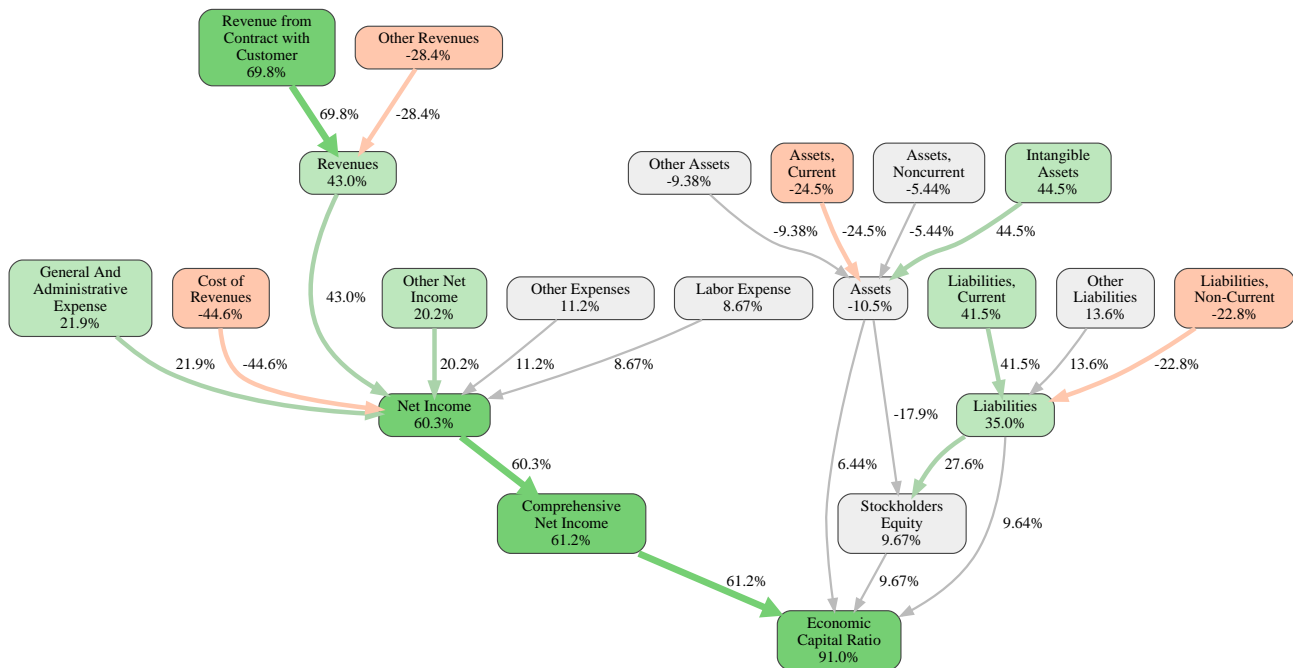 Revenue from
Contract with
Customer
69.8%
Other Revenues
-28.4%
69.8%
-28.4%
Revenues
43.0%
Other Assets
-9.38%
Assets,
Current
-24.5%
Assets,
Noncurrent
-5.44%
Intangible
Assets
44.5%
-9.38%
-24.5%
-5.44%
44.5%
General And
Administrative
Expense
21.9%
Cost of
Revenues
-44.6%
43.0%
Other Net
Income
20.2%
Other Expenses
11.2%
Labor Expense
8.67%
Assets
-10.5%
Liabilities,
Current
41.5%
Other
Liabilities
13.6%
Liabilities,
Non-Current
-22.8%
21.9%
-44.6%
20.2%
11.2%
8.67%
41.5%
13.6%
-22.8%
Net Income
60.3%
-17.9%
Liabilities
35.0%
60.3%
6.44%
27.6%
Comprehensive
Net Income
61.2%
Stockholders
Equity
9.67%
9.64%
61.2%
9.67%
Economic
Capital Ratio
91.0%